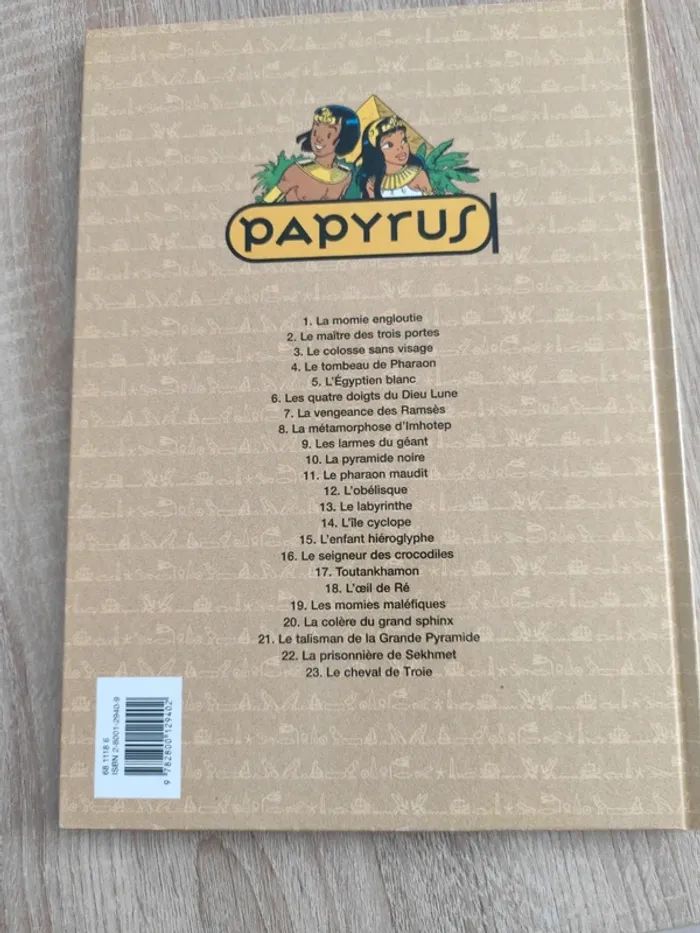 PAPYRUS
1. La momie engloutie
2. Le maître des trois portes
3. Le colosse sans visage
4. Le tombeau de Pharaon
5. L'Égyptien blanc
6. Les quatre doigts du Dieu Lune
7. La vengeance des Ramsès
8. La métamorphose d'Imhotep
9. Les larmes du géant
10. La pyramide noire
11. Le pharaon maudit
12. L'obélisque
13. Le labyrinthe
14. L'île cyclope
15. L'enfant hiéroglyphe
16. Le seigneur des crocodiles
17. Toutankhamon
18. L'œil de Ré
19. Les momies maléfiques
20. La colère du grand sphinx
21. Le talisman de la Grande Pyramide
22. La prisonnière de Sekhmet
23. Le cheval de Troie
68 1118 6
ISBN 2-8001-2940-9
9 782800 129402